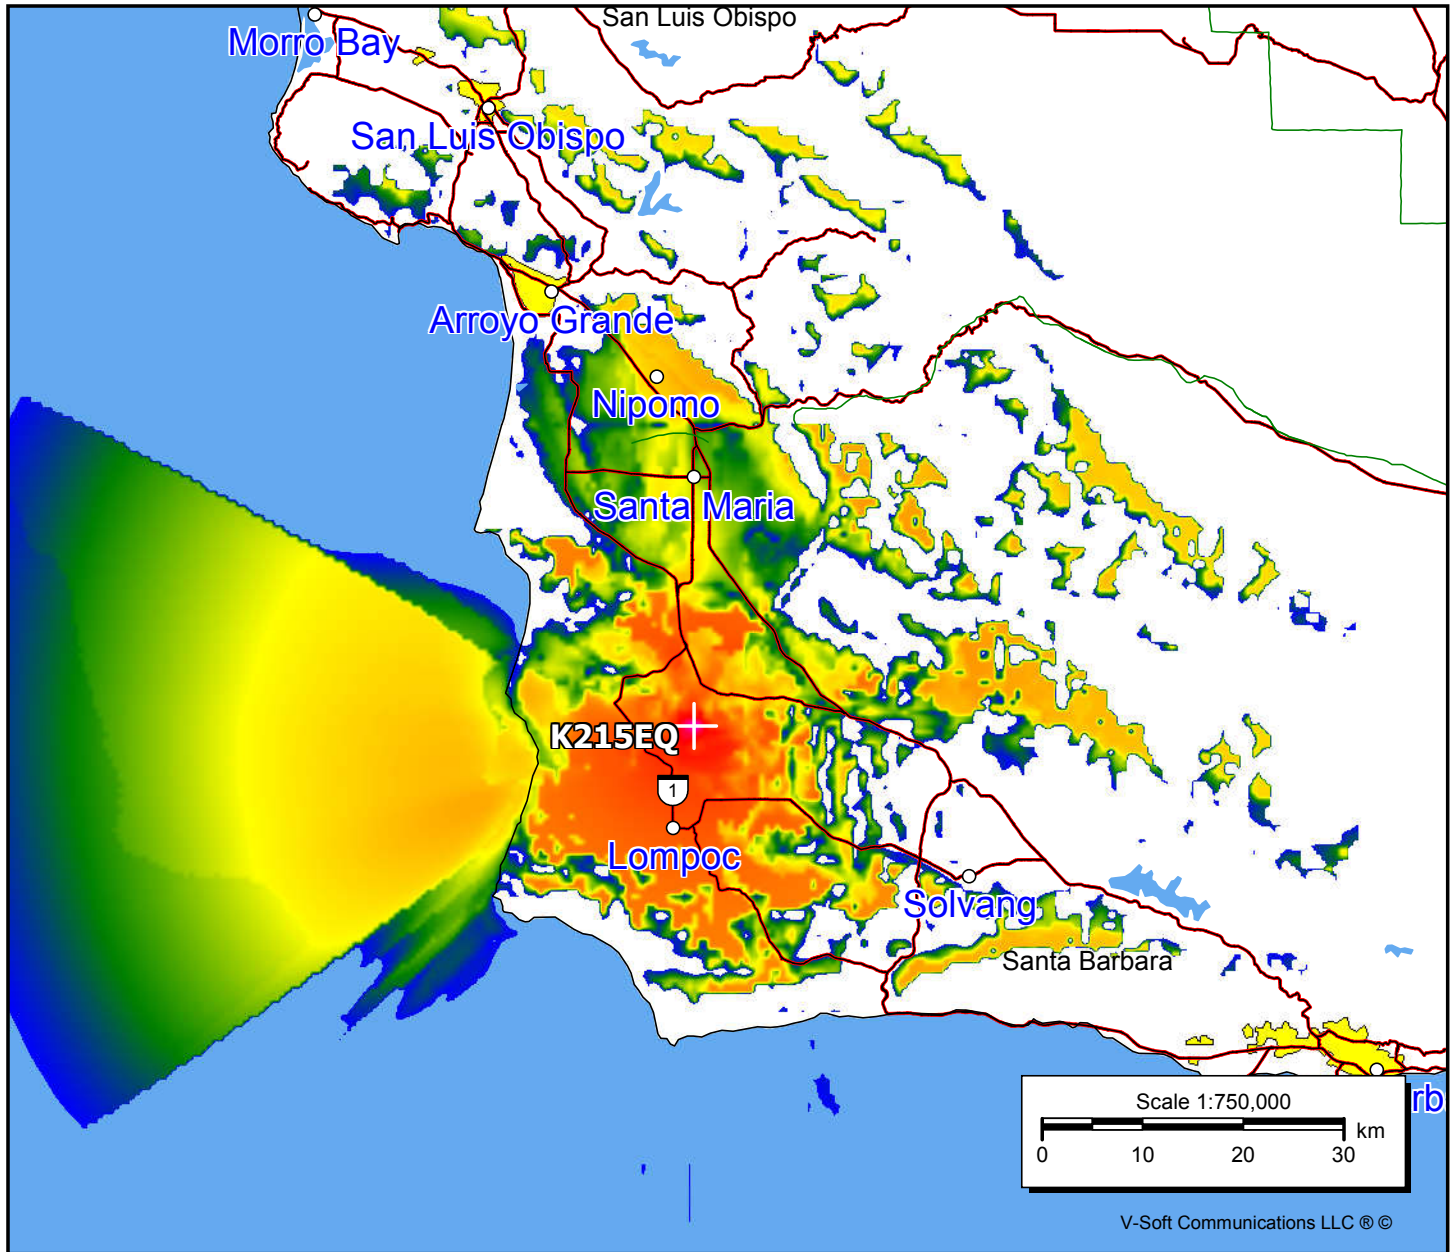 San Luis Obispo
Morro Bay
San Luis Obispo
Arroyo Grande
Nipomo
Santa Maria
K215EQ
1
Lompoc
Solvang
Santa Barbara
rb
Scale 1:750,000
km
0 10 20 30
V-Soft Communications LLC ® ©